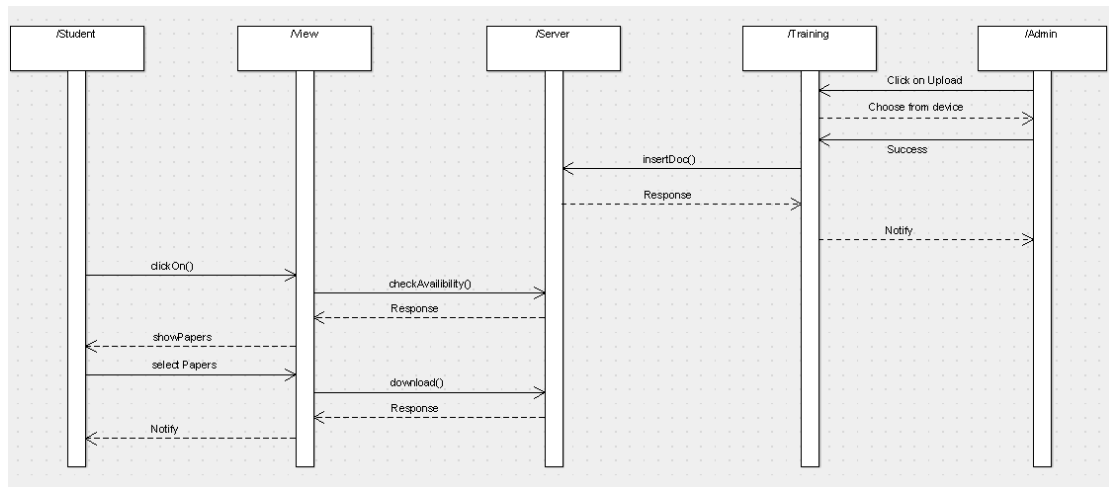 /Student
/View
/Server
/Training
/Admin
Click on Upload
Choose from device
Success
insertDoc()
Response
Notify
clickOn()
checkAvailibility()
Response
showPapers
select Papers
download()
Response
Notify